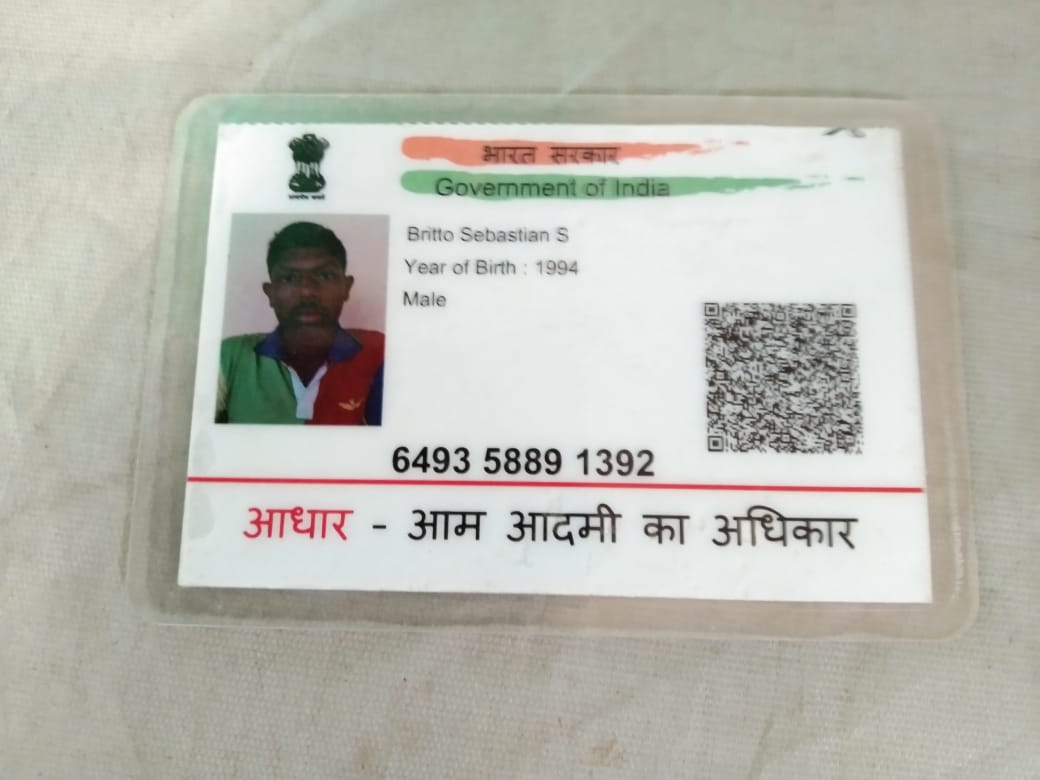 भारत सरकार
Government of India
Britto Sebastian S
Year of Birth : 1994
Male
6493 5889 1392
आधार - आम आदमी का अधिकार